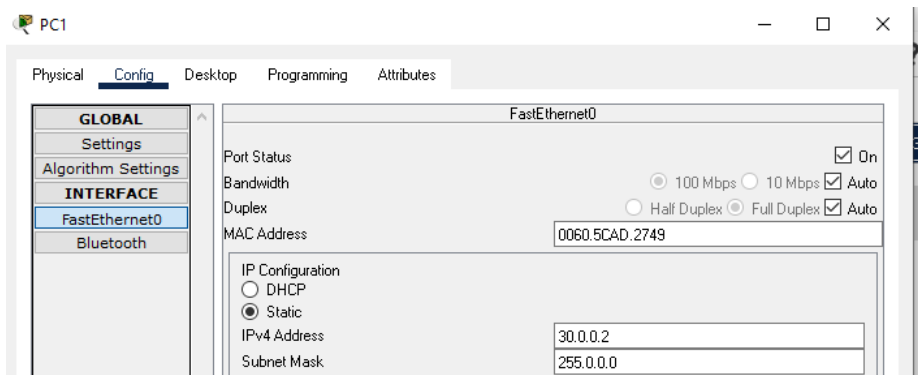 PC1
Physical Config Desktop Programming Attributes
GLOBAL
Settings
Algorithm Settings
INTERFACE
FastEthernet0
Bluetooth
FastEthernet0
Port Status On
Bandwidth 100 Mbps 10 Mbps Auto
Duplex Half Duplex Full Duplex Auto
MAC Address 0060.5CAD.2749
IP Configuration
DHCP
Static
IPv4 Address 30.0.0.2
Subnet Mask 255.0.0.0